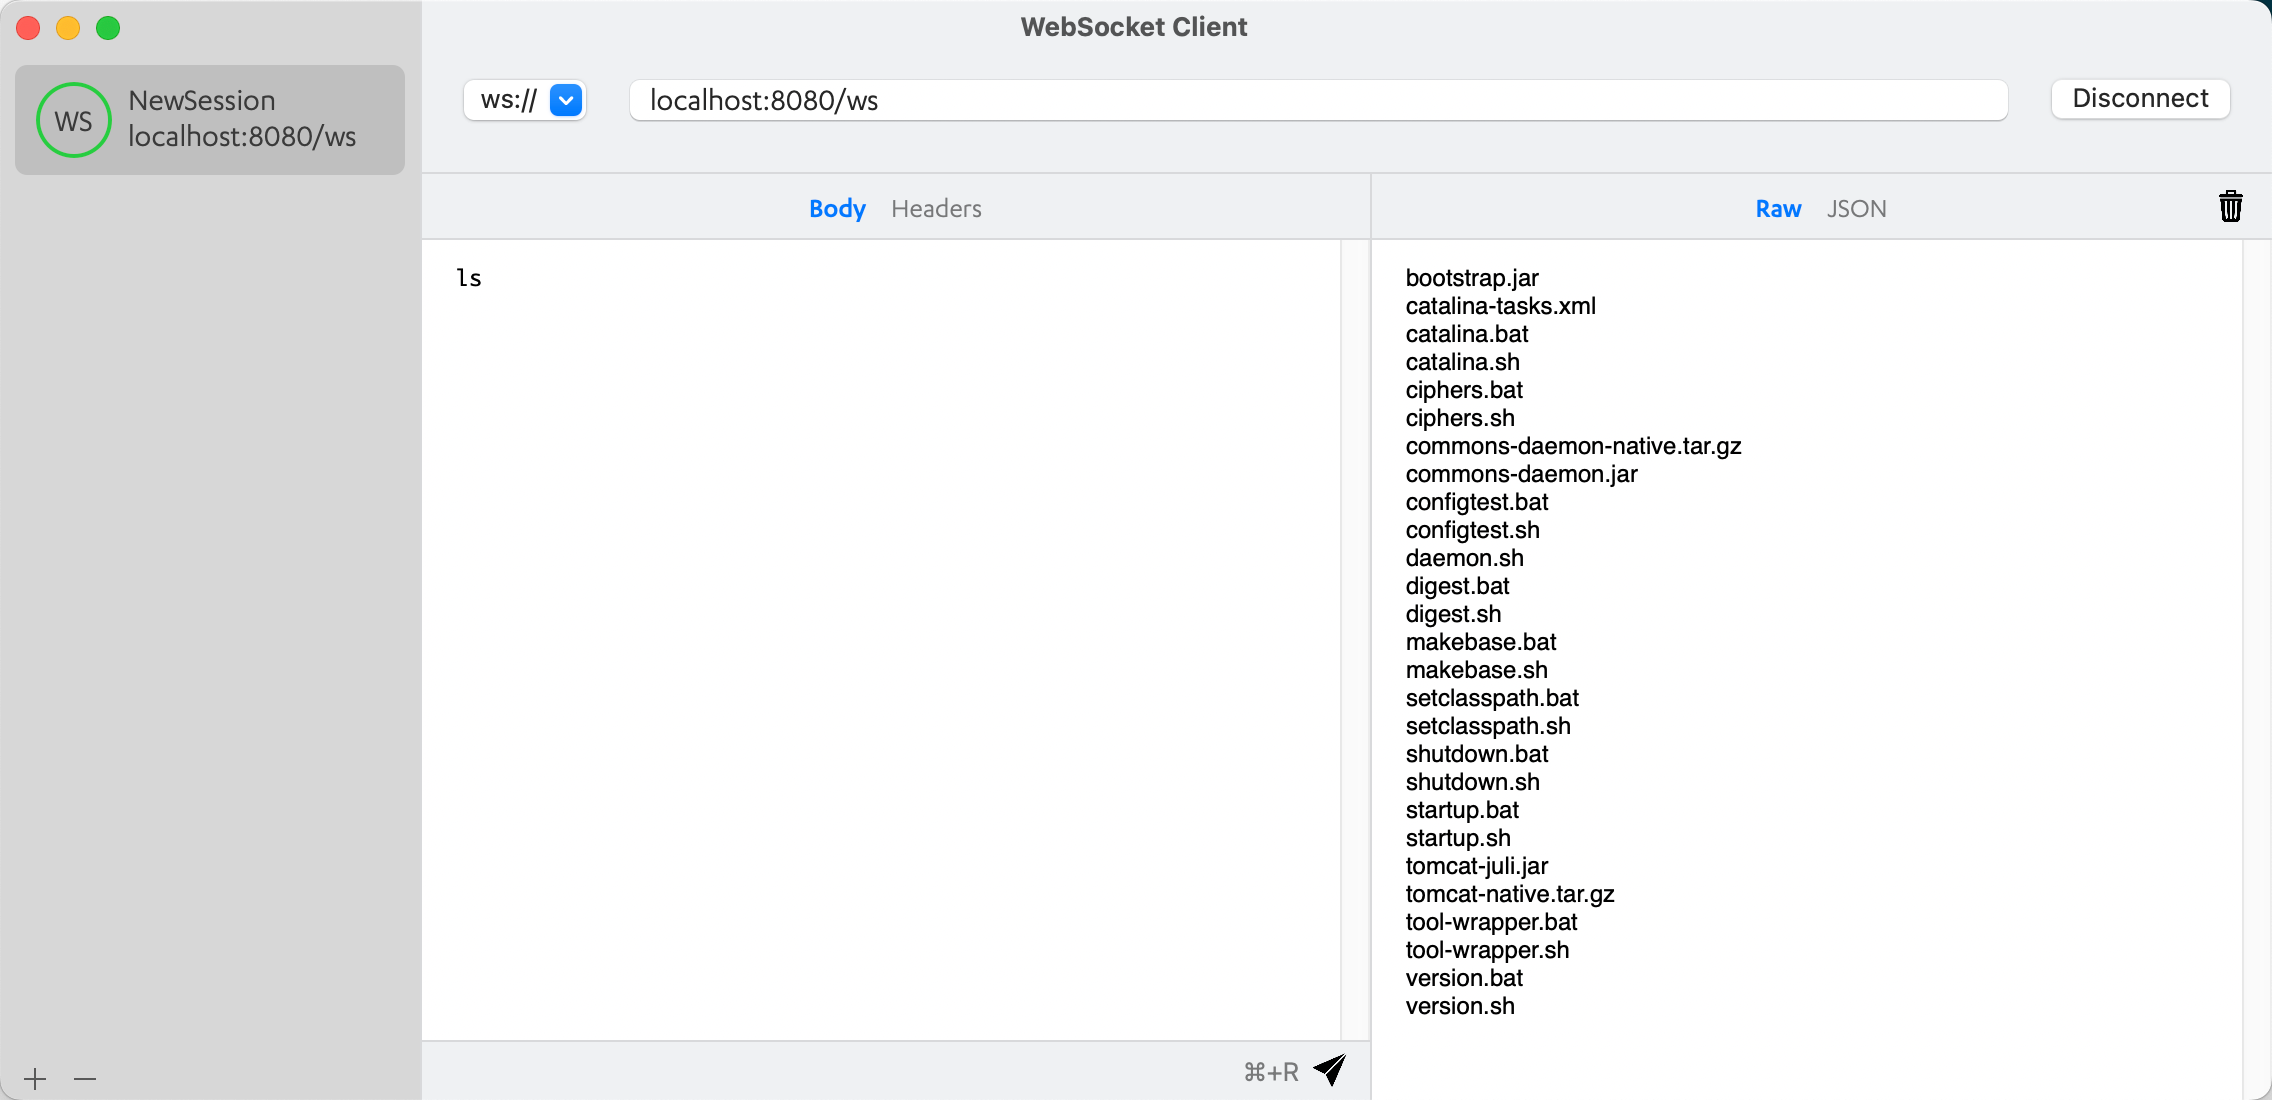 WebSocket Client
WS
NewSession
localhost:8080/ws
ws://
localhost:8080/ws
Disconnect
Body Headers
Raw JSON
ls
bootstrap.jar
catalina-tasks.xml
catalina.bat
catalina.sh
ciphers.bat
ciphers.sh
commons-daemon-native.tar.gz
commons-daemon.jar
configtest.bat
configtest.sh
daemon.sh
digest.bat
digest.sh
makebase.bat
makebase.sh
setclasspath.bat
setclasspath.sh
shutdown.bat
shutdown.sh
startup.bat
startup.sh
tomcat-juli.jar
tomcat-native.tar.gz
tool-wrapper.bat
tool-wrapper.sh
version.bat
version.sh
⌘+R